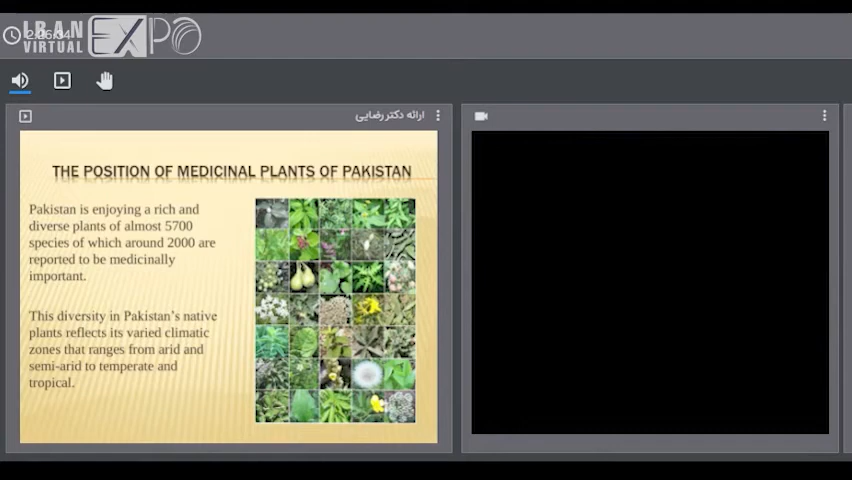 IRAN
VIRTUAL
EXPO
ارائه دکتر رضایی
THE POSITION OF MEDICINAL PLANTS OF PAKISTAN
Pakistan is enjoying a rich and
diverse plants of almost 5700
species of which around 2000 are
reported to be medicinally
important.
This diversity in Pakistan's native
plants reflects its varied climatic
zones that ranges from arid and
semi-arid to temperate and
tropical.